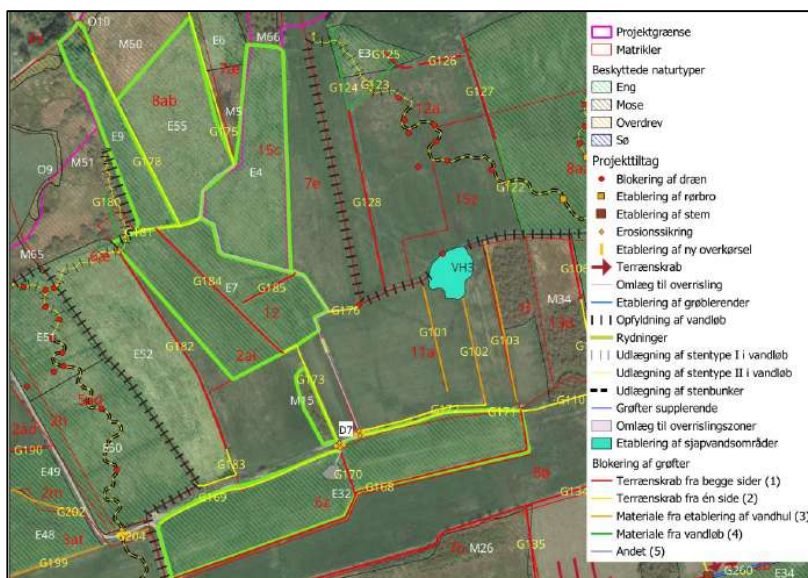 O10
M50
E6
M66
E3
G125
G126
G124
G123
G127
7æ
8ab
M5
12a
E55
G175
15c
E9
M51
O9
G178
E4
7e
G128
15g
G122
G180
G181
M65
VH3
E7
G184
G185
12
G176
M34
E51
E52
G182
2ai
G101
11a
G102
G103
G173
M15
D7
G171
G110
E50
G183
G190
E49
G170
G202
G169
6z
E32
G168
8a
G134
E48
G204
3at
G199
M26
G135
G260
E34
Projektgrænse
Matrikler
Beskyttede naturtyper
Eng
Mose
Overdrev
Sø
Projekttiltag
Blokering af dræn
Etablering af rørbro
Etablering af stem
Erosionssikring
Etablering af ny overkørsel
Terrænskrab
Omlæg til overrisling
Etablering af grøblerender
Opfyldning af vandløb
Rydninger
Udlægning af stentype I i vandløb
Udlægning af stentype II i vandløb
Udlægning af stenbunker
Grøfter supplerende
Omlæg til overrislingszoner
Etablering af sjapvandsområder
Blokering af grøfter
Terrænskrab fra begge sider (1)
Terrænskrab fra én side (2)
Materiale fra etablering af vandhul (3)
Materiale fra vandløb (4)
Andet (5)